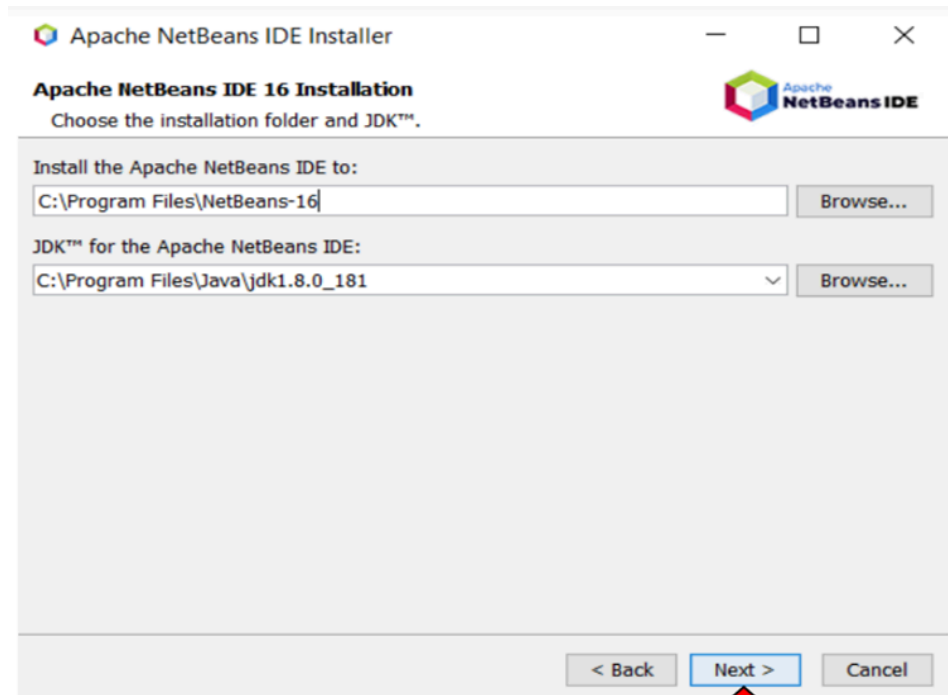 Apache NetBeans IDE Installer
Apache NetBeans IDE 16 Installation
Choose the installation folder and JDK™.
Apache
NetBeans IDE
Install the Apache NetBeans IDE to:
C:\Program Files\NetBeans-16
Browse...
JDK™ for the Apache NetBeans IDE:
C:\Program Files\Java\jdk1.8.0_181
Browse...
< Back
Next >
Cancel